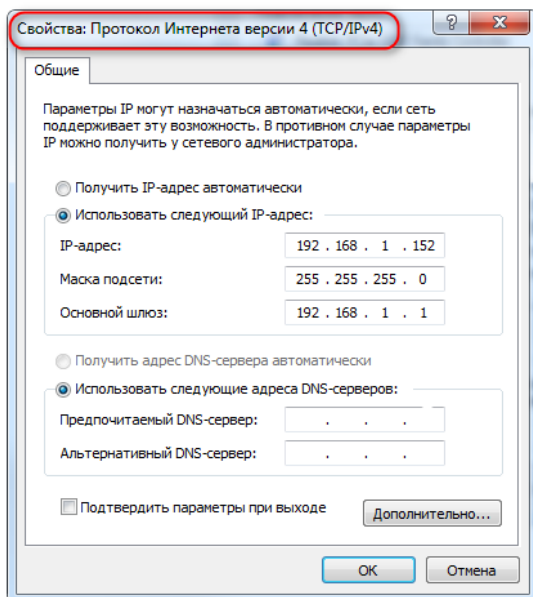 Свойства: Протокол Интернета версии 4 (TCP/IPv4)
Общие
Параметры IP могут назначаться автоматически, если сеть
поддерживает эту возможность. В противном случае параметры
IP можно получить у сетевого администратора.
Получить IP-адрес автоматически
Использовать следующий IP-адрес:
IP-адрес: 192 . 168 . 1 . 152
Маска подсети: 255 . 255 . 255 . 0
Основной шлюз: 192 . 168 . 1 . 1
Получить адрес DNS-сервера автоматически
Использовать следующие адреса DNS-серверов:
Предпочитаемый DNS-сервер: . . .
Альтернативный DNS-сервер: . . .
Подтвердить параметры при выходе
Дополнительно...
ОК Отмена